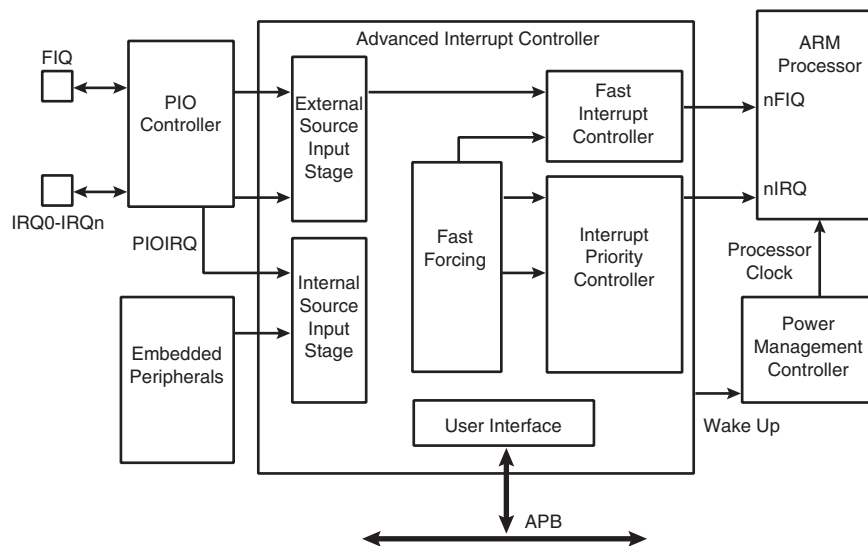 Advanced Interrupt Controller
FIQ
PIO
Controller
IRQ0-IRQn
PIOIRQ
Embedded
Peripherals
External
Source
Input
Stage
Internal
Source
Input
Stage
Fast
Forcing
Fast
Interrupt
Controller
Interrupt
Priority
Controller
User Interface
APB
ARM
Processor
nFIQ
nIRQ
Processor
Clock
Power
Management
Controller
Wake Up